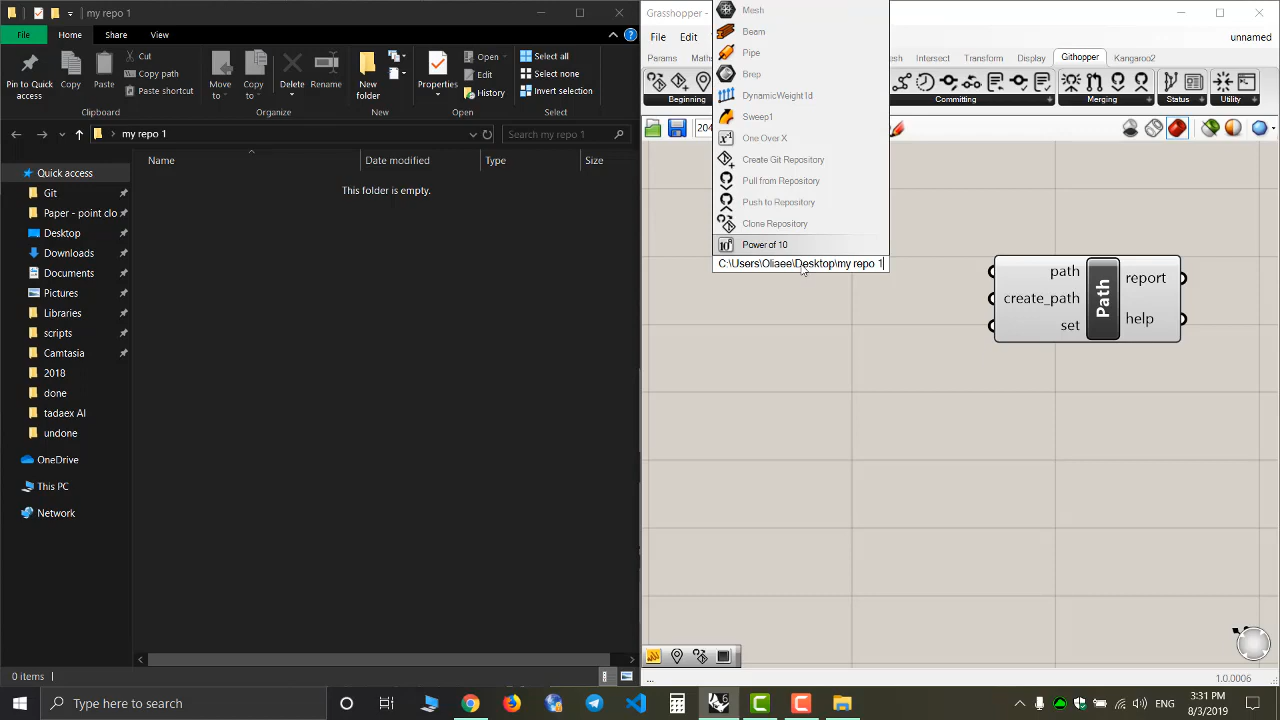 my repo 1
File
Home
Share
View
Pin to Quick access
Copy
Paste
Cut
Copy path
Paste shortcut
Clipboard
Move to
Copy to
Delete
Rename
Organize
New folder
New
Properties
Open
Edit
History
Open
Select all
Select none
Invert selection
Select
my repo 1
Search my repo 1
Name
Date modified
Type
Size
This folder is empty.
Quick access
Git
Paper - point clo
Desktop
Downloads
Documents
Pictures
Libraries
scripts
Camtasia
2018
done
tadaex AI
undone
OneDrive
This PC
Network
0 items
Grasshopper
File
Edit
unnamed
Params
Intersect
Transform
Display
Githopper
Kangaroo2
Beginning
Committing
Merging
Status
Utility
Mesh
Beam
Pipe
Brep
DynamicWeight1d
Sweep1
One Over X
Create Git Repository
Pull from Repository
Push to Repository
Clone Repository
Power of 10
C:\Users\Oliaee\Desktop\my repo 1
path
create_path
set
Path
report
help
...
1.0.0006
Type here to search
3:31 PM
8/3/2019